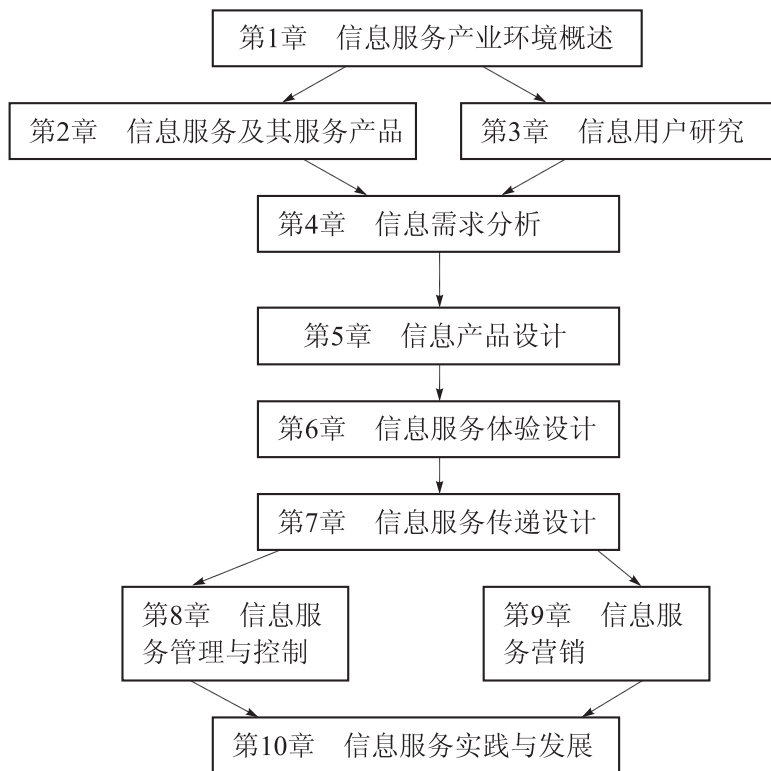 第1章　信息服务产业环境概述
第2章　信息服务及其服务产品
第3章　信息用户研究
第4章　信息需求分析
第5章　信息产品设计
第6章　信息服务体验设计
第7章　信息服务传递设计
第8章　信息服
务管理与控制
第9章　信息服
务营销
第10章　信息服务实践与发展